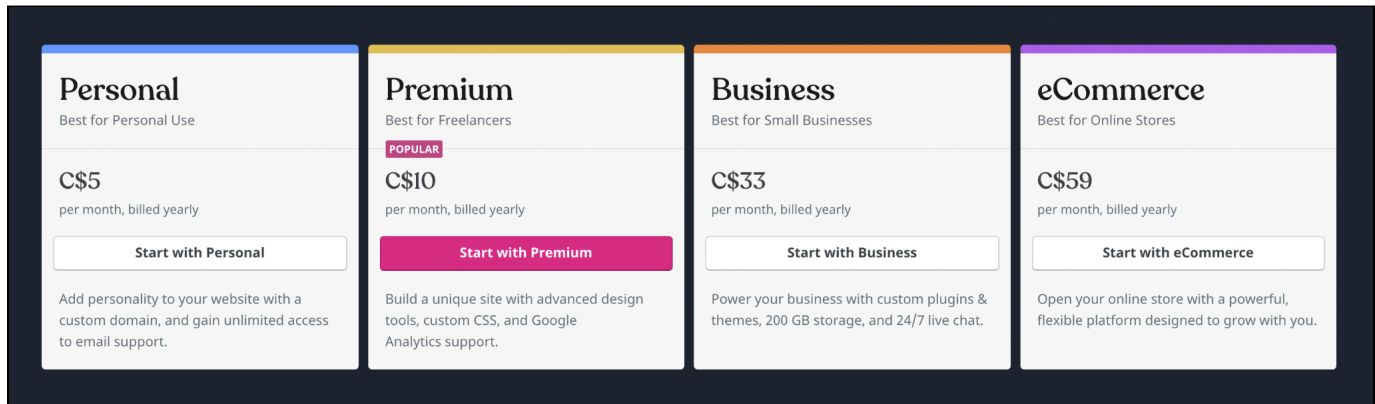 Personal
Best for Personal Use
C$5
per month, billed yearly
Start with Personal
Add personality to your website with a
custom domain, and gain unlimited access
to email support.
Premium
Best for Freelancers
POPULAR
C$10
per month, billed yearly
Start with Premium
Build a unique site with advanced design
tools, custom CSS, and Google
Analytics support.
Business
Best for Small Businesses
C$33
per month, billed yearly
Start with Business
Power your business with custom plugins &
themes, 200 GB storage, and 24/7 live chat.
eCommerce
Best for Online Stores
C$59
per month, billed yearly
Start with eCommerce
Open your online store with a powerful,
flexible platform designed to grow with you.